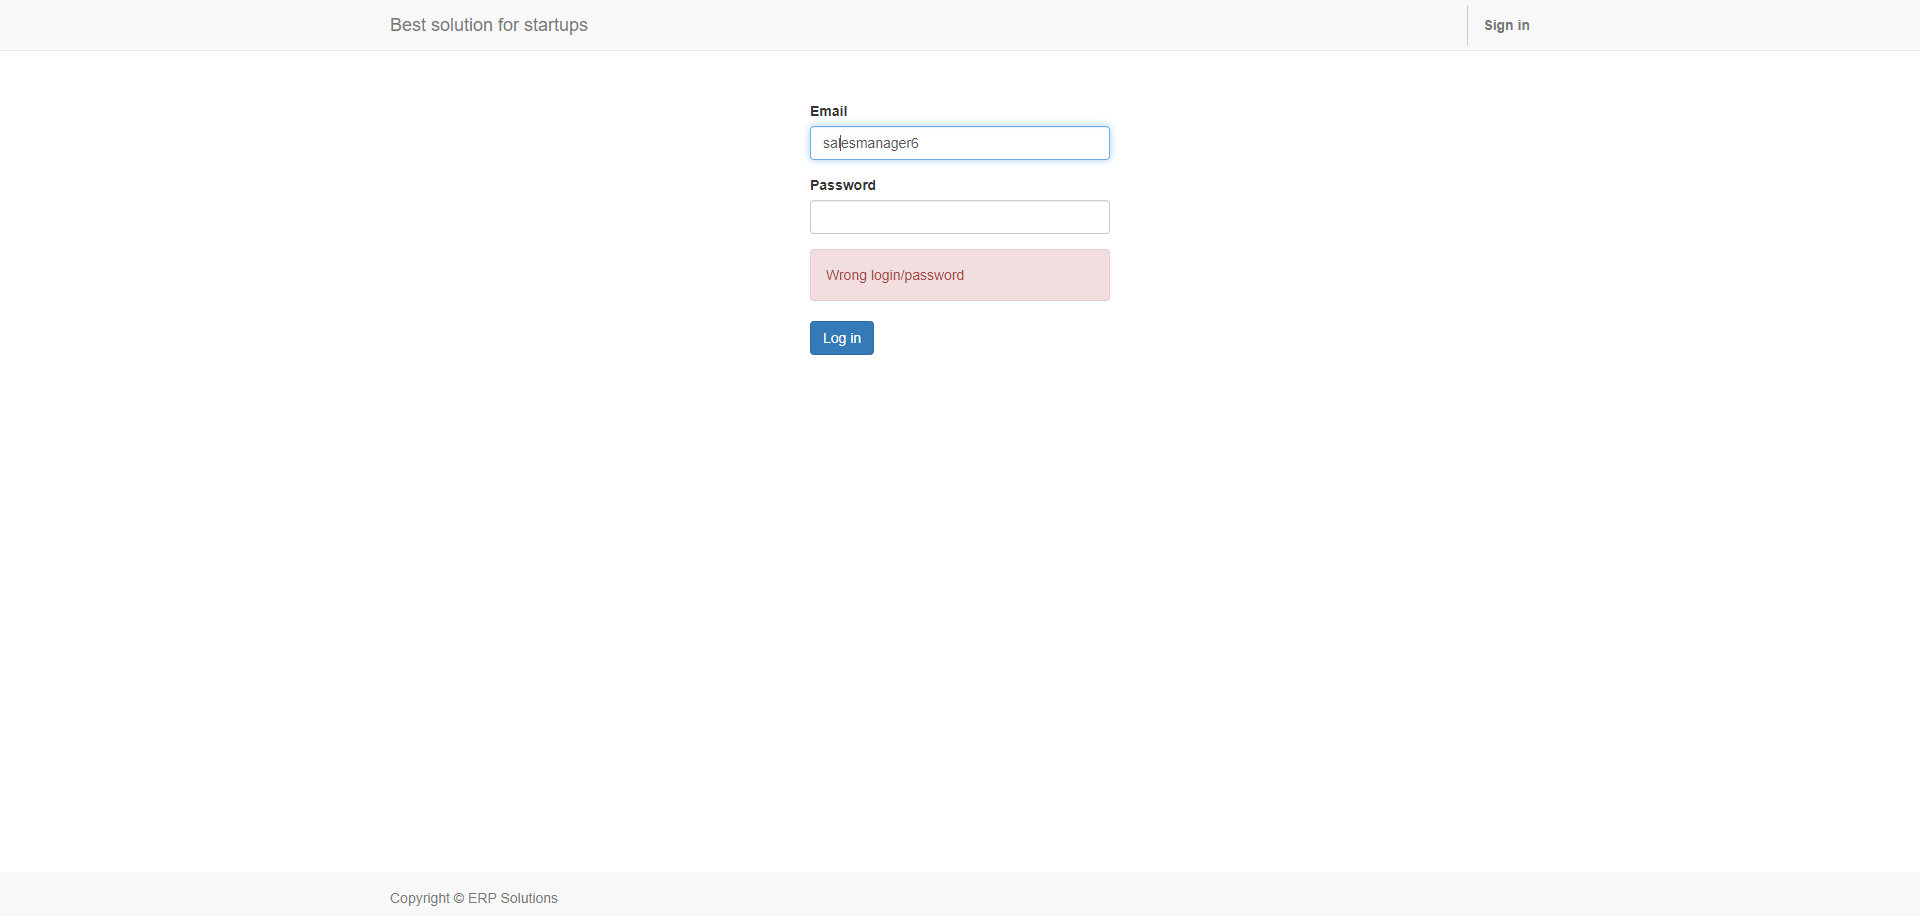 Best solution for startups
Sign in
Email
salesmanager6
Password
Wrong login/password
Log in
Copyright © ERP Solutions